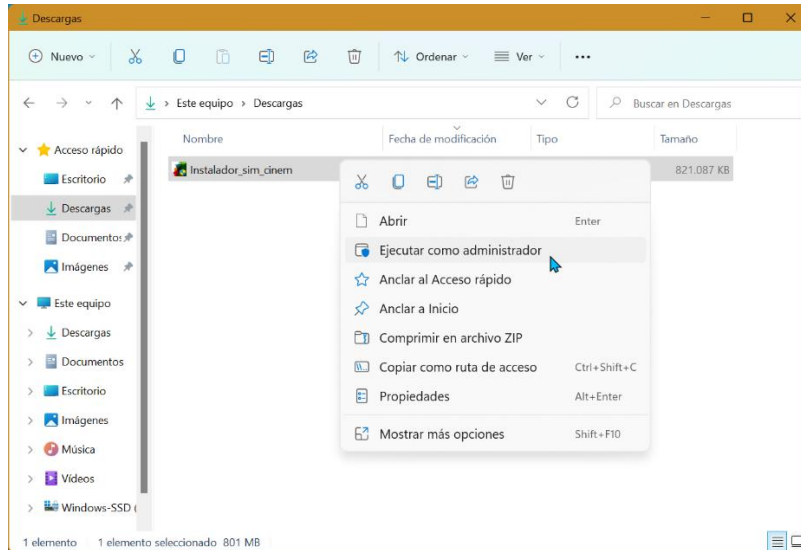 Descargas
Nuevo
Ordenar
Ver
Este equipo > Descargas
Buscar en Descargas
Nombre
Fecha de modificación
Tipo
Tamaño
Acceso rápido
Escritorio
Descargas
Documentos
Imágenes
Este equipo
Descargas
Documentos
Escritorio
Imágenes
Música
Vídeos
Windows-SSD (
Instalador_sim_cinem
821.087 KB
Abrir Enter
Ejecutar como administrador
Anclar al Acceso rápido
Anclar a Inicio
Comprimir en archivo ZIP
Copiar como ruta de acceso Ctrl+Shift+C
Propiedades Alt+Enter
Mostrar más opciones Shift+F10
1 elemento 1 elemento seleccionado 801 MB